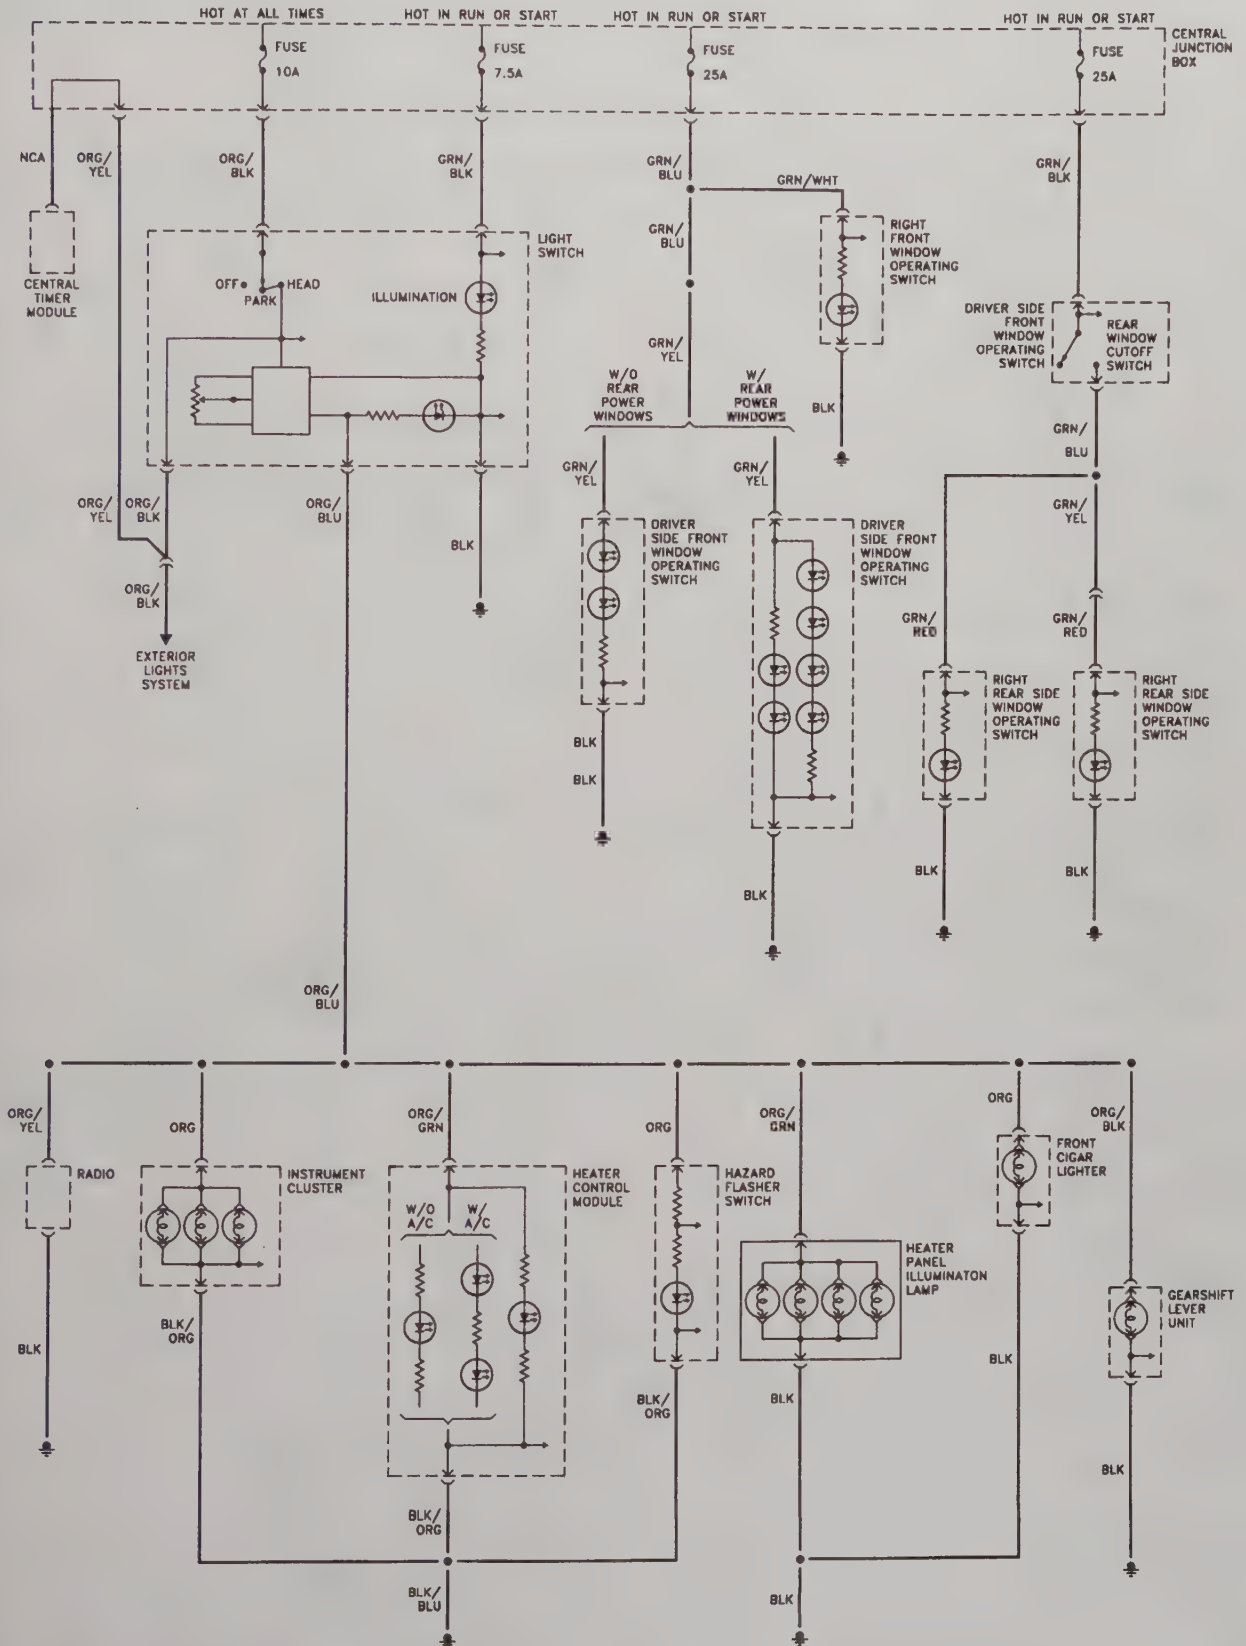 HOT AT ALL TIMES
HOT IN RUN OR START
HOT IN RUN OR START
HOT IN RUN OR START
FUSE
10A
FUSE
7.5A
FUSE
25A
FUSE
25A
CENTRAL
JUNCTION
BOX
NCA
ORG/
YEL
ORG/
BLK
GRN/
BLK
GRN/
BLU
GRN/WHT
GRN/
BLK
CENTRAL
TIMER
MODULE
LIGHT
SWITCH
OFF
PARK
HEAD
ILLUMINATION
GRN/
BLU
RIGHT
FRONT
WINDOW
OPERATING
SWITCH
DRIVER SIDE
FRONT
WINDOW
OPERATING
SWITCH
REAR
WINDOW
CUTOFF
SWITCH
GRN/
YEL
W/O
REAR
POWER
WINDOWS
W/
REAR
POWER
WINDOWS
BLK
GRN/
BLU
ORG/
YEL
ORG/
BLK
ORG/
BLU
BLK
GRN/
YEL
GRN/
YEL
GRN/
YEL
ORG/
BLK
EXTERIOR
LIGHTS
SYSTEM
DRIVER
SIDE FRONT
WINDOW
OPERATING
SWITCH
DRIVER
SIDE FRONT
WINDOW
OPERATING
SWITCH
GRN/
RED
GRN/
RED
RIGHT
REAR SIDE
WINDOW
OPERATING
SWITCH
RIGHT
REAR SIDE
WINDOW
OPERATING
SWITCH
BLK
BLK
BLK
BLK
BLK
ORG/
BLU
ORG/
YEL
ORG
ORG/
GRN
ORG
ORG/
GRN
ORG
ORG/
BLK
RADIO
INSTRUMENT
CLUSTER
HEATER
CONTROL
MODULE
W/O
A/C
W/
A/C
HAZARD
FLASHER
SWITCH
FRONT
CIGAR
LIGHTER
HEATER
PANEL
ILLUMINATON
LAMP
GEARSHIFT
LEVER
UNIT
BLK
BLK/
ORG
BLK/
ORG
BLK
BLK
BLK
BLK/
ORG
BLK/
BLU
BLK